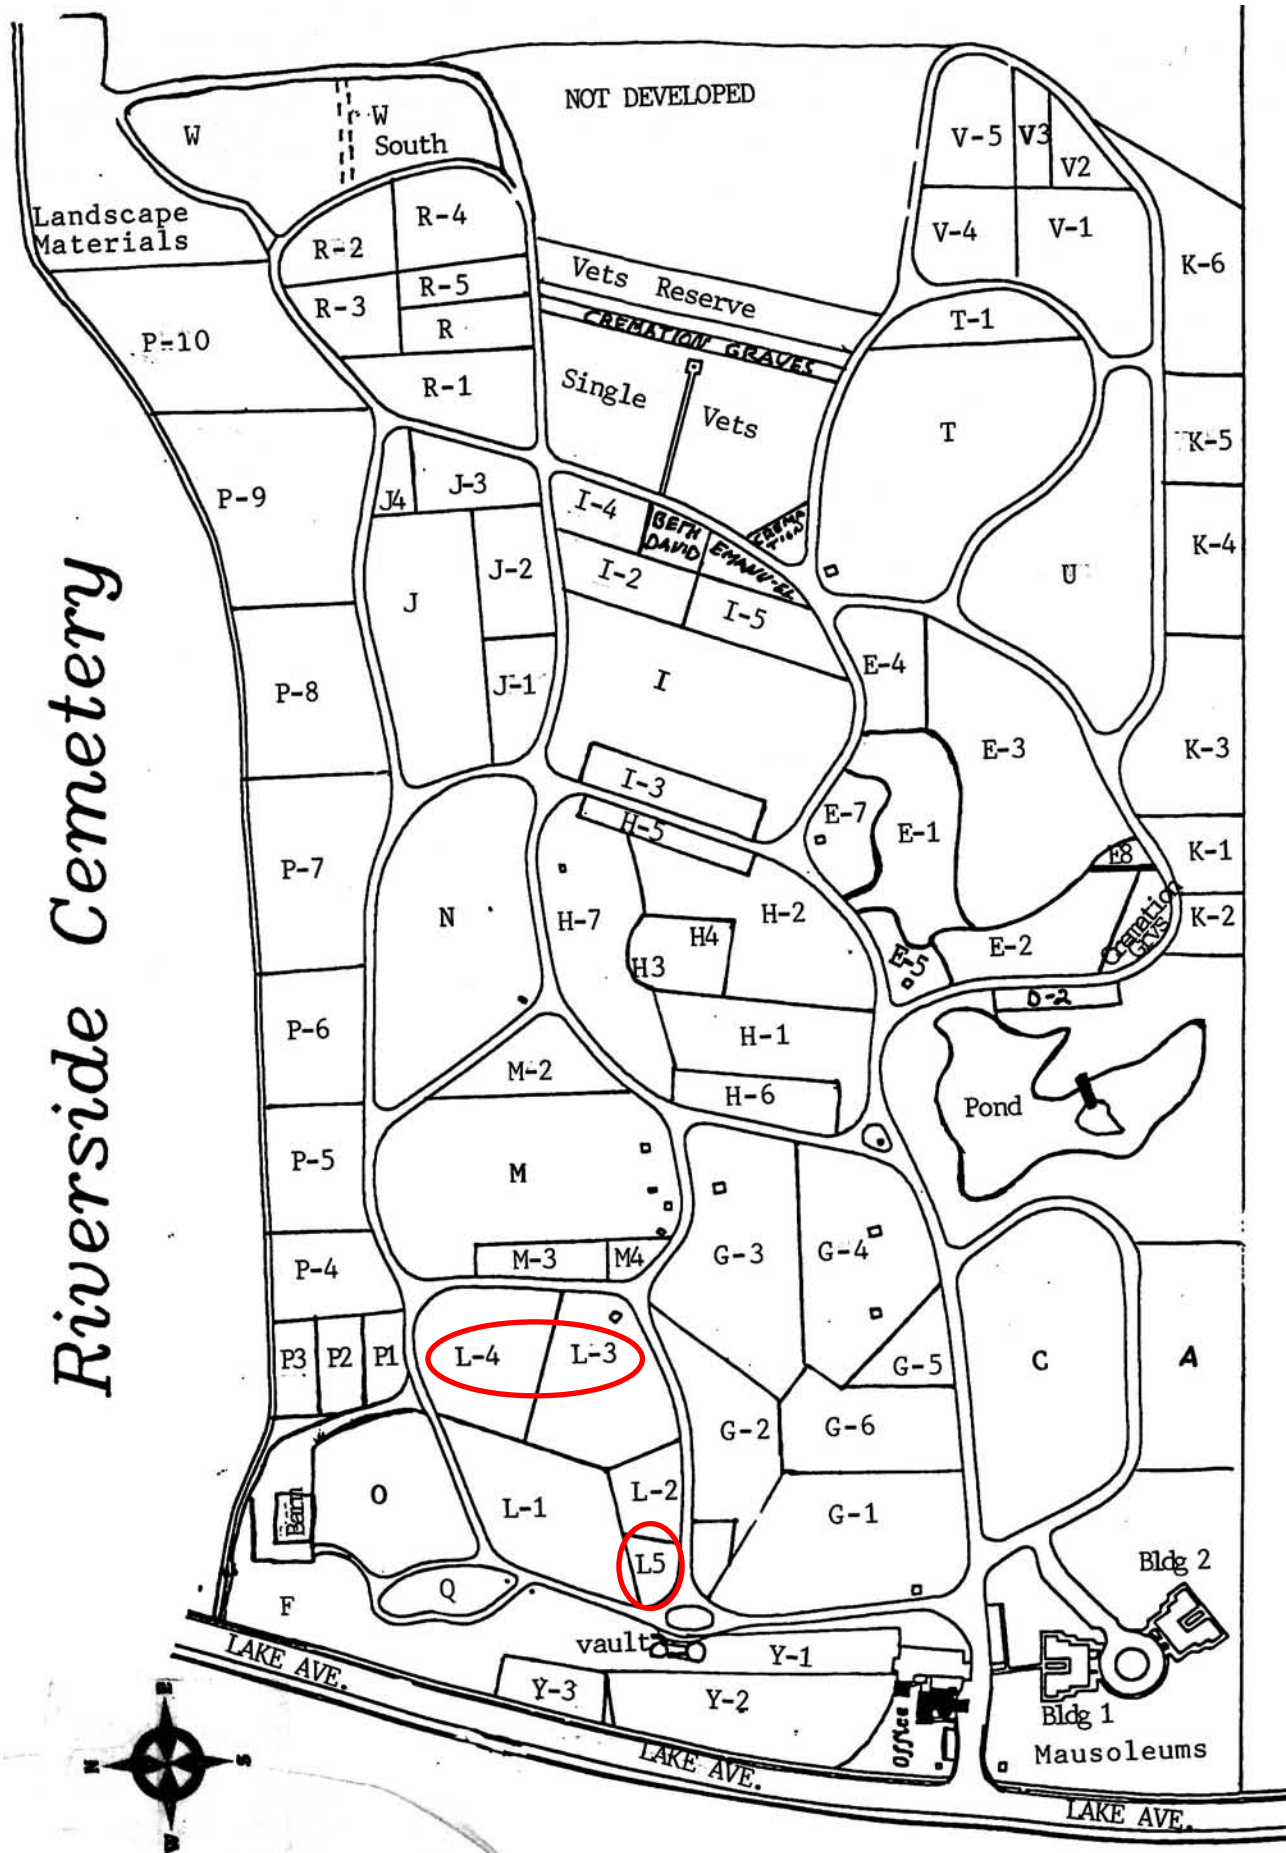 NOT DEVELOPED
W
W
South
V-5
V3
V2
Landscape
Materials
R-2
R-4
V-4
V-1
K-6
R-3
R-5
R
Vets Reserve
CREMATION GRAVES
T-1
P-10
R-1
Single
Vets
T
K-5
P-9
J4
J-3
I-4
BETH
DAVID
EMANU-EL
CREMA
TION
K-4
J
J-2
I-2
I-5
U
P-8
J-1
I
E-4
E-3
K-3
I-3
H-5
E-7
E-1
E8
K-1
P-7
N
H-7
H-2
H4
H3
E-5
E-2
Cremation
Grvs
K-2
D-2
P-6
H-1
M-2
H-6
Pond
P-5
M
P-4
M-3
M4
G-3
G-4
P3
P2
P1
L-4
L-3
G-5
C
A
G-2
G-6
Barn
O
L-1
L-2
G-1
L5
Bldg 2
F
Q
vault
Y-1
LAKE AVE.
Y-3
Y-2
Office
Bldg 1
Mausoleums
LAKE AVE.
LAKE AVE.
Riverside Cemetery
E
N
S
W